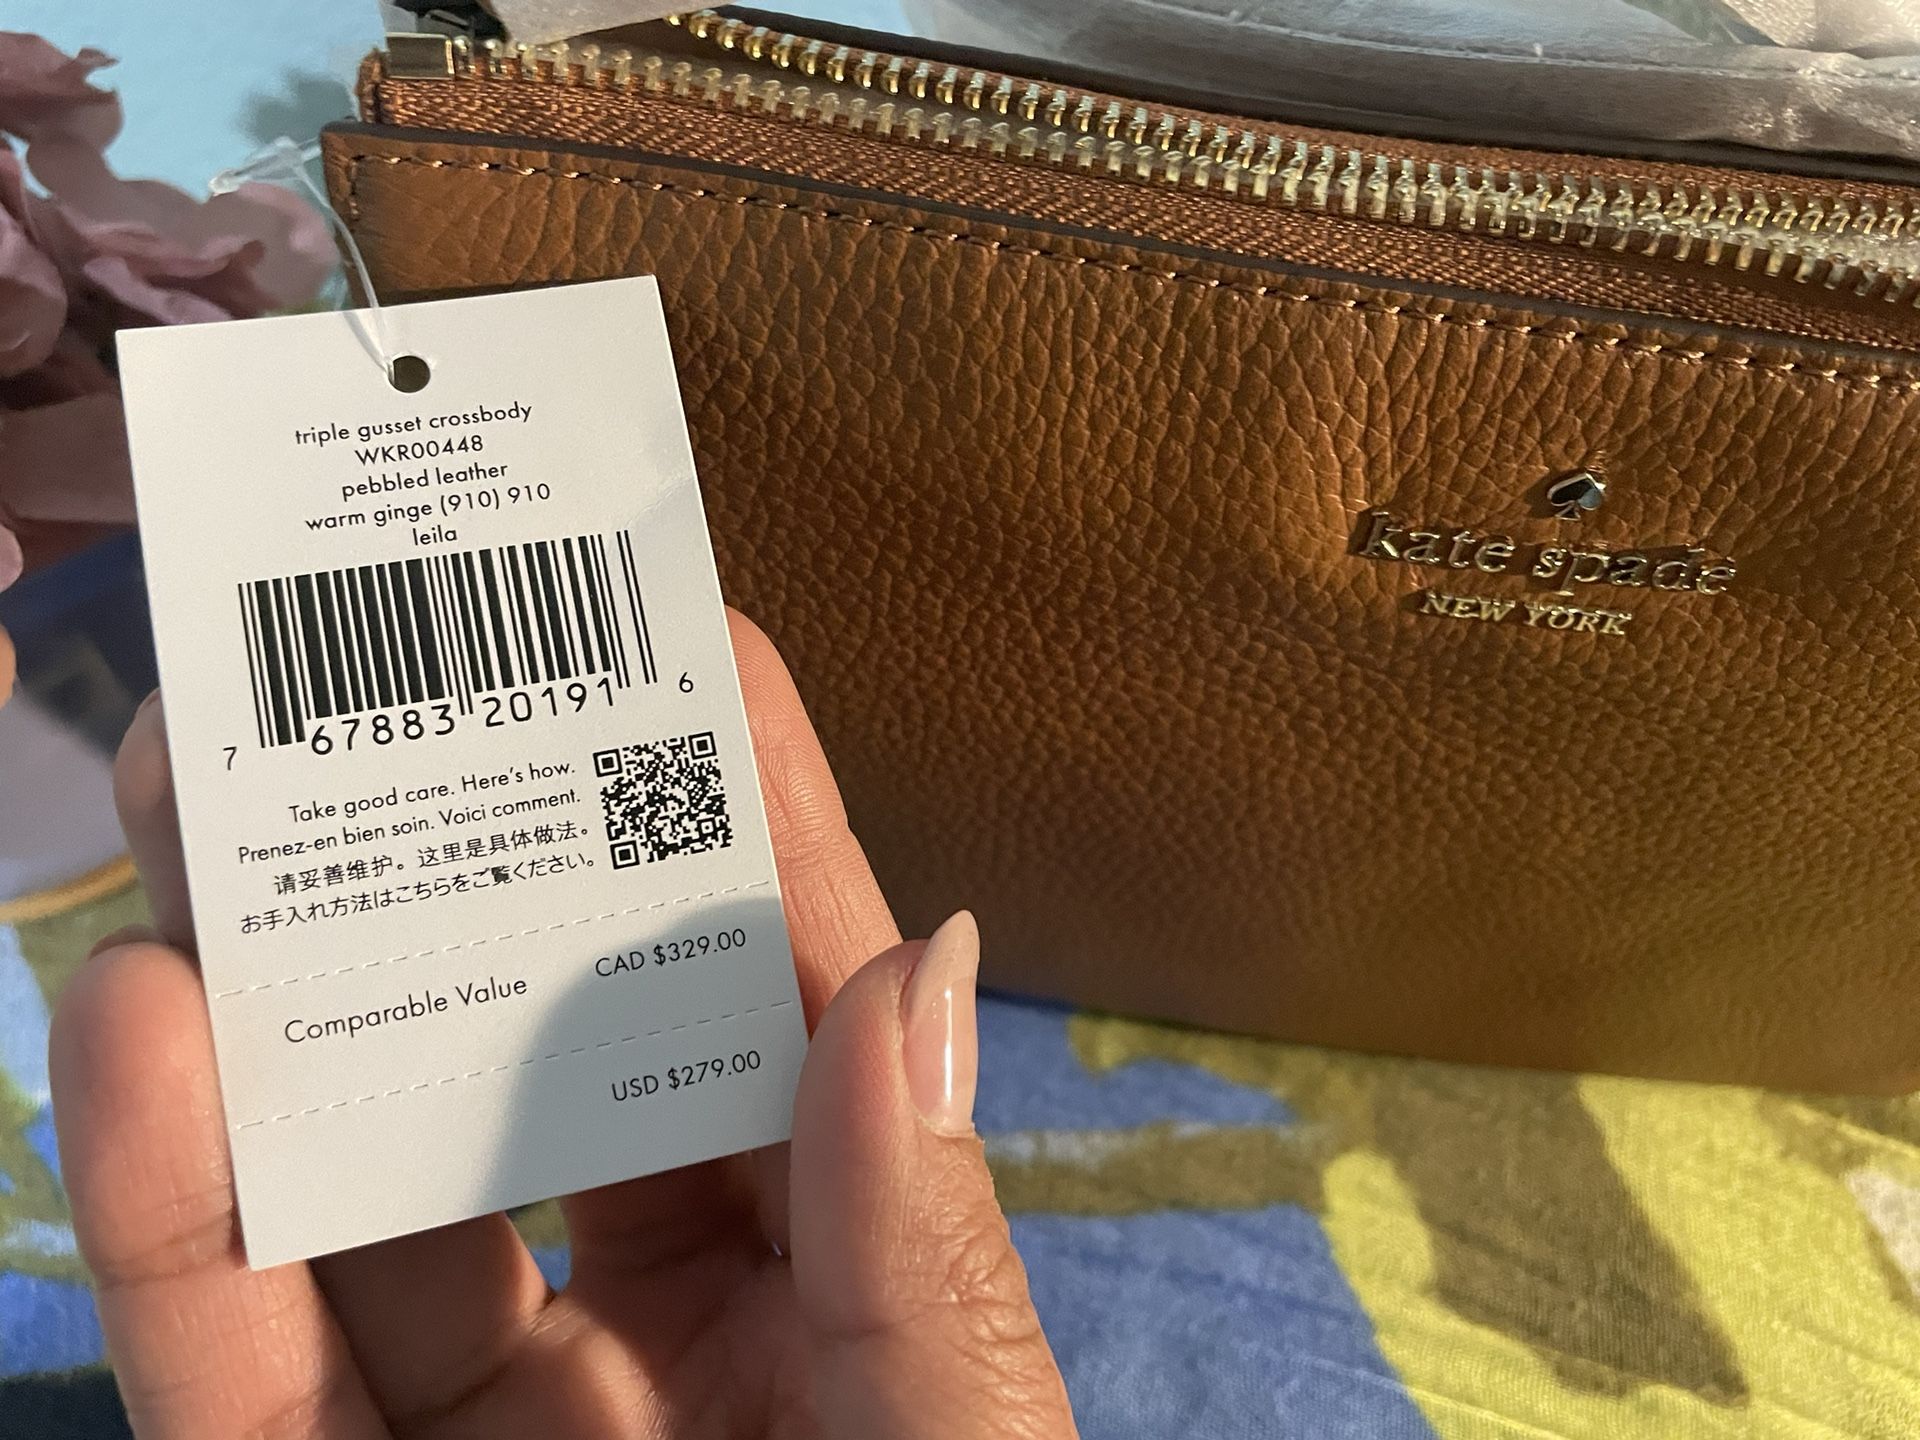 triple gusset crossbody
WKR00448
pebbled leather
warm ginge (910) 910
leila
7 67883 20191 6
Take good care. Here's how.
Prenez-en bien soin. Voici comment.
请妥善维护。这里是具体做法。
お手入れ方法はこちらをご覧ください。
CAD $329.00
Comparable Value
USD $279.00
kate spade
NEW YORK